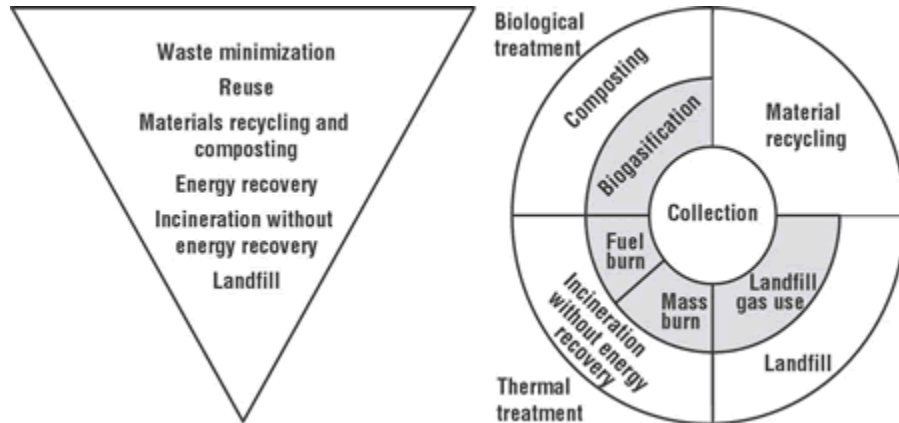 Waste minimization
Reuse
Materials recycling and
composting
Energy recovery
Incineration without
energy recovery
Landfill
Biological
treatment
Composting
Biogasification
Material
recycling
Collection
Fuel
burn
Mass
burn
Landfill
gas use
Incineration
without energy
recovery
Landfill
Thermal
treatment